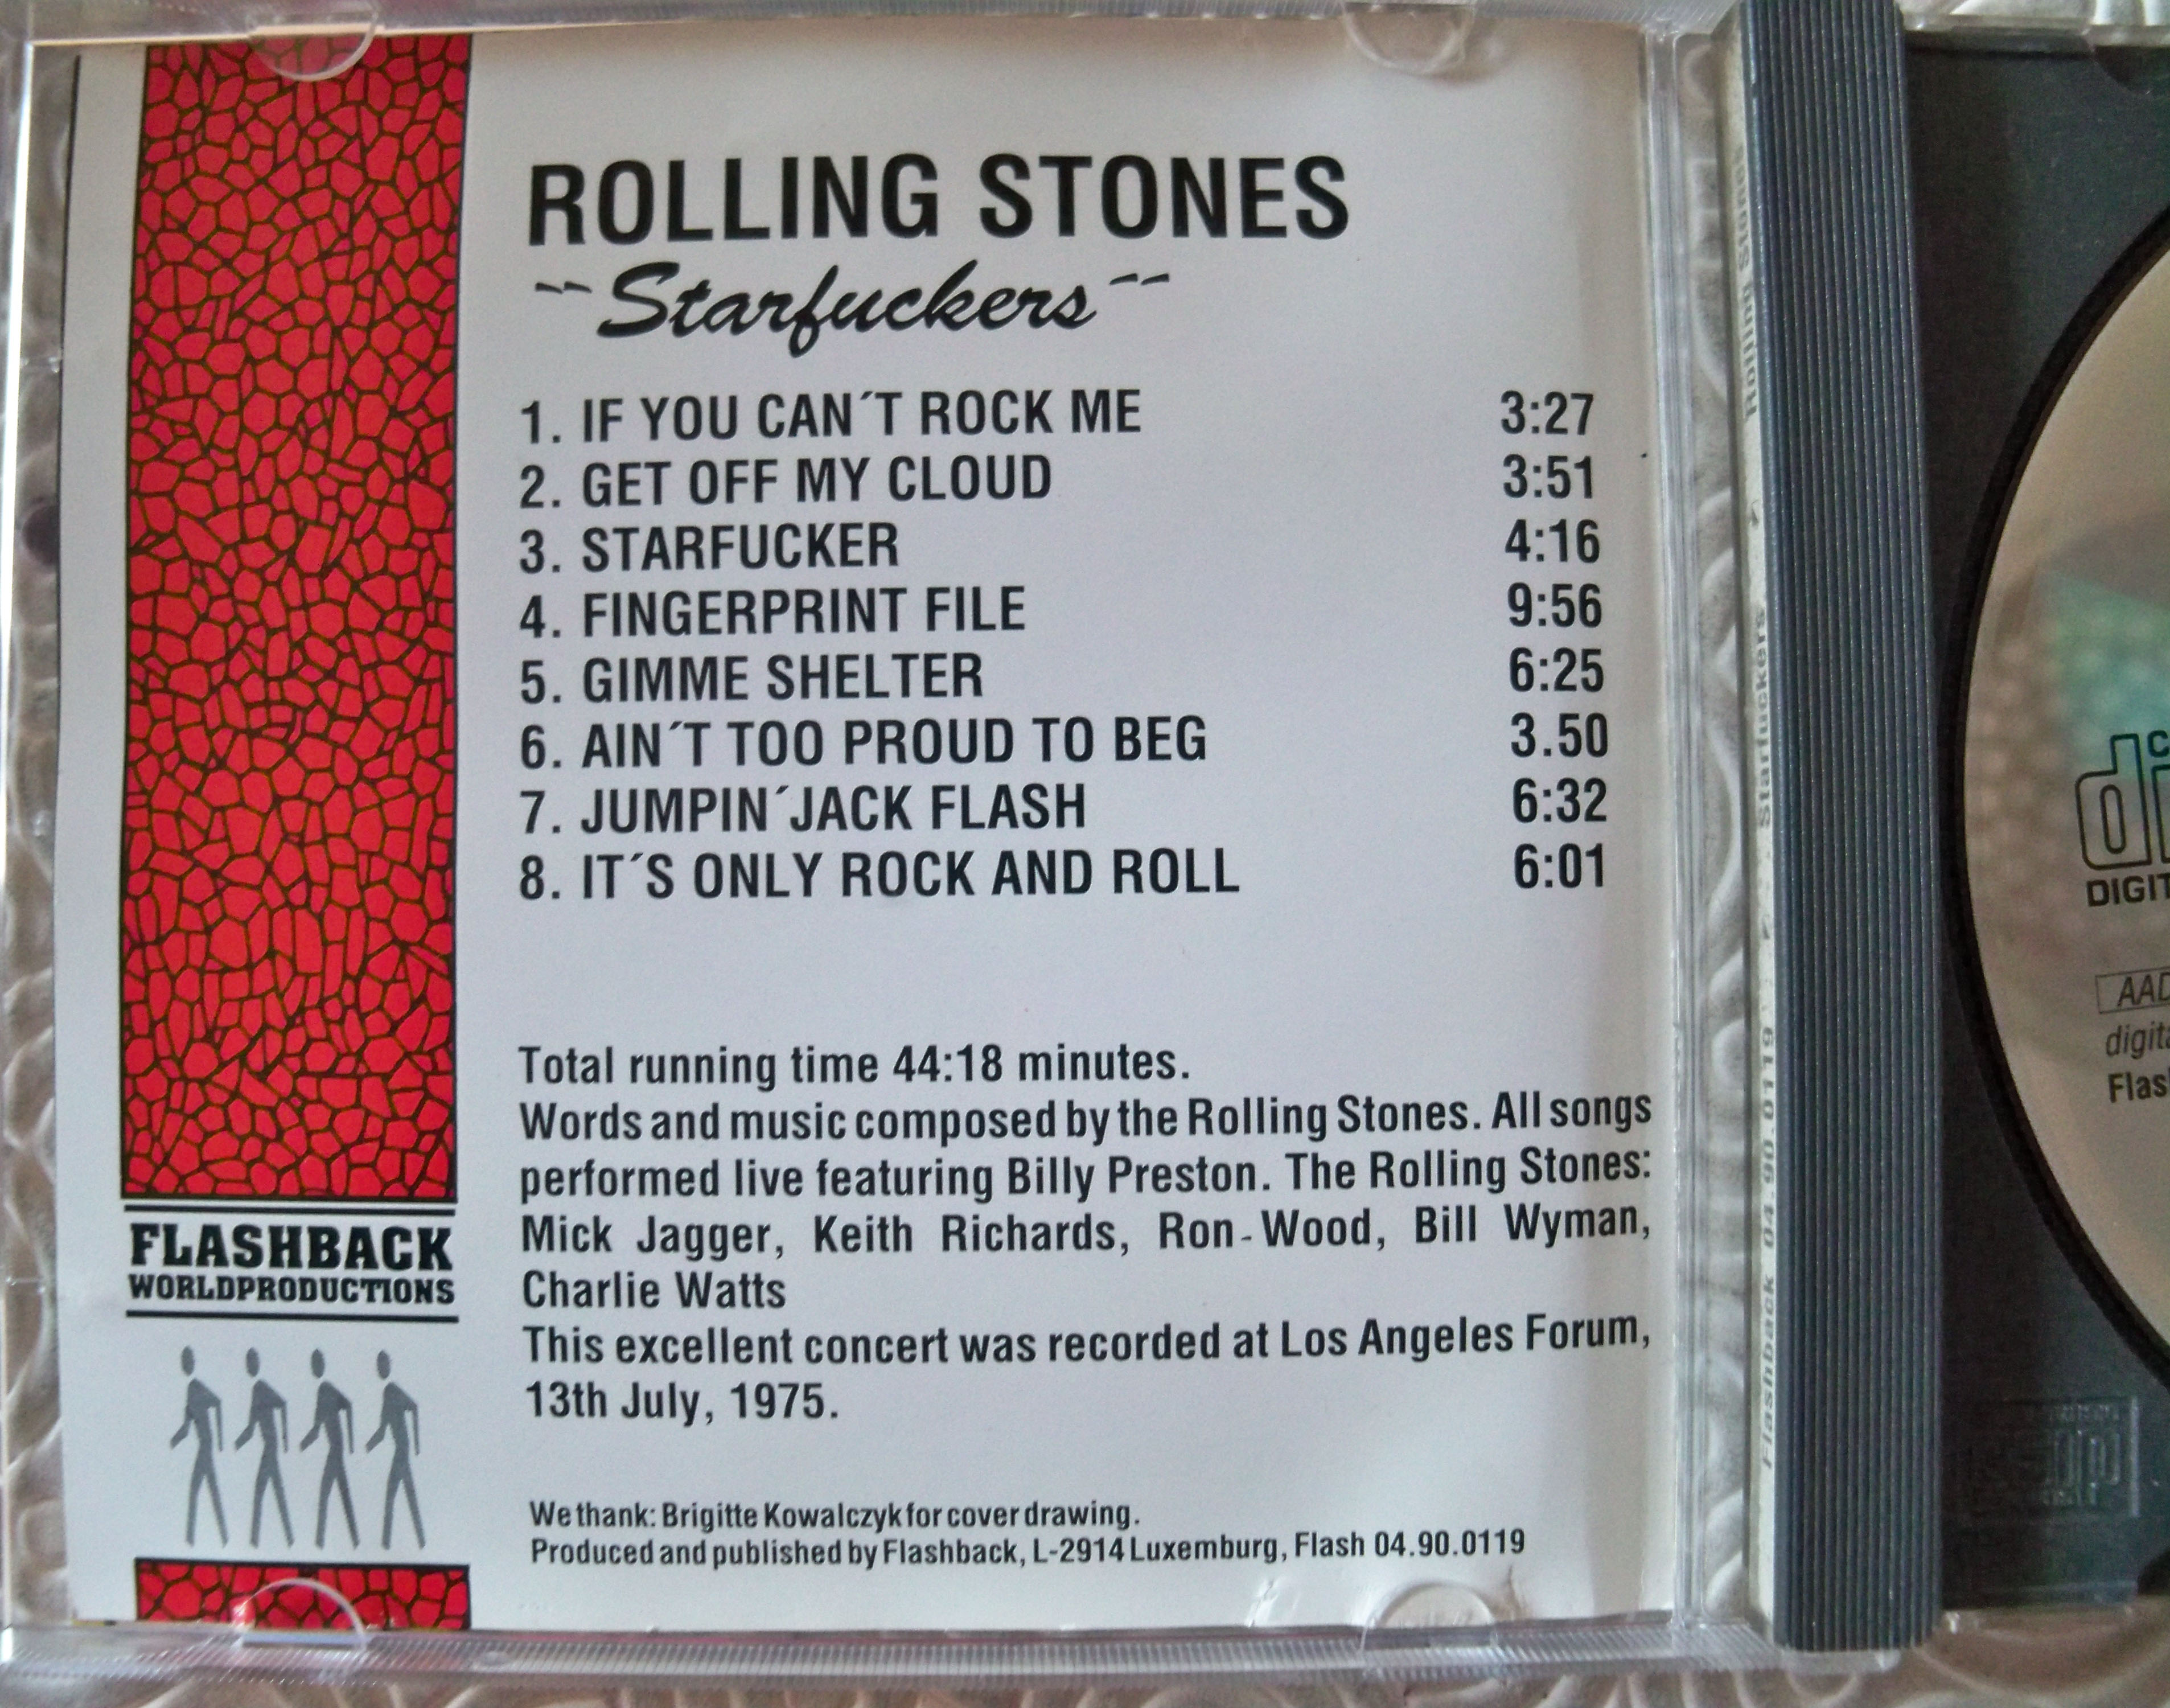 ROLLING STONES
˝Starfuckers˝
1. IF YOU CAN´T ROCK ME 3:27
2. GET OFF MY CLOUD 3:51
3. STARFUCKER 4:16
4. FINGERPRINT FILE 9:56
5. GIMME SHELTER 6:25
6. AIN´T TOO PROUD TO BEG 3.50
7. JUMPIN´JACK FLASH 6:32
8. IT´S ONLY ROCK AND ROLL 6:01
Total running time 44:18 minutes.
Words and music composed by the Rolling Stones. All songs
performed live featuring Billy Preston. The Rolling Stones:
Mick Jagger, Keith Richards, Ron-Wood, Bill Wyman,
Charlie Watts
This excellent concert was recorded at Los Angeles Forum,
13th July, 1975.
We thank: Brigitte Kowalczyk for cover drawing.
Produced and published by Flashback, L-2914 Luxemburg, Flash 04.90.0119
FLASHBACK
WORLDPRODUCTIONS
Rolling Stones
Starfuckers
Flashback 04.90.0119
AAD